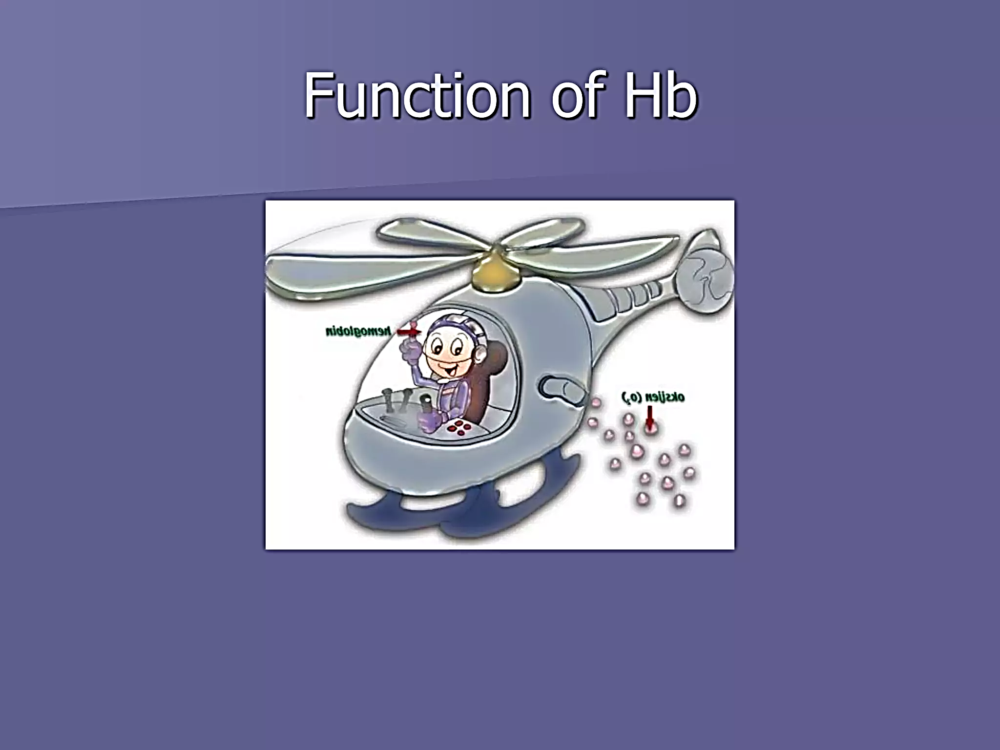 Function of Hb
hemoglobin
oksijen (o₂)